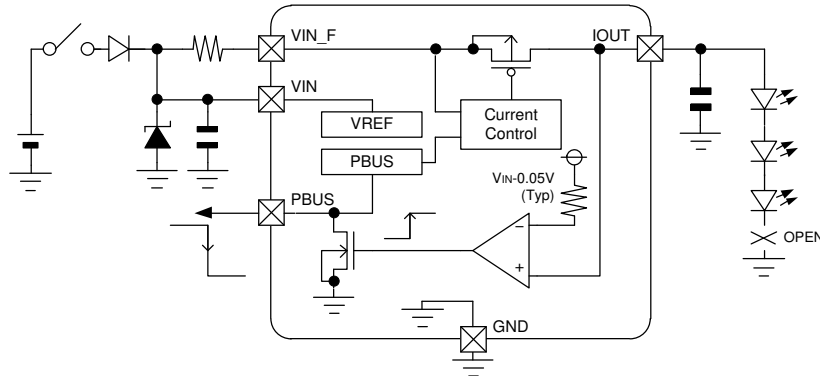 VIN_F
IOUT
VIN
VREF
Current
Control
PBUS
VIN-0.05V
(Typ)
PBUS
−
+
OPEN
GND